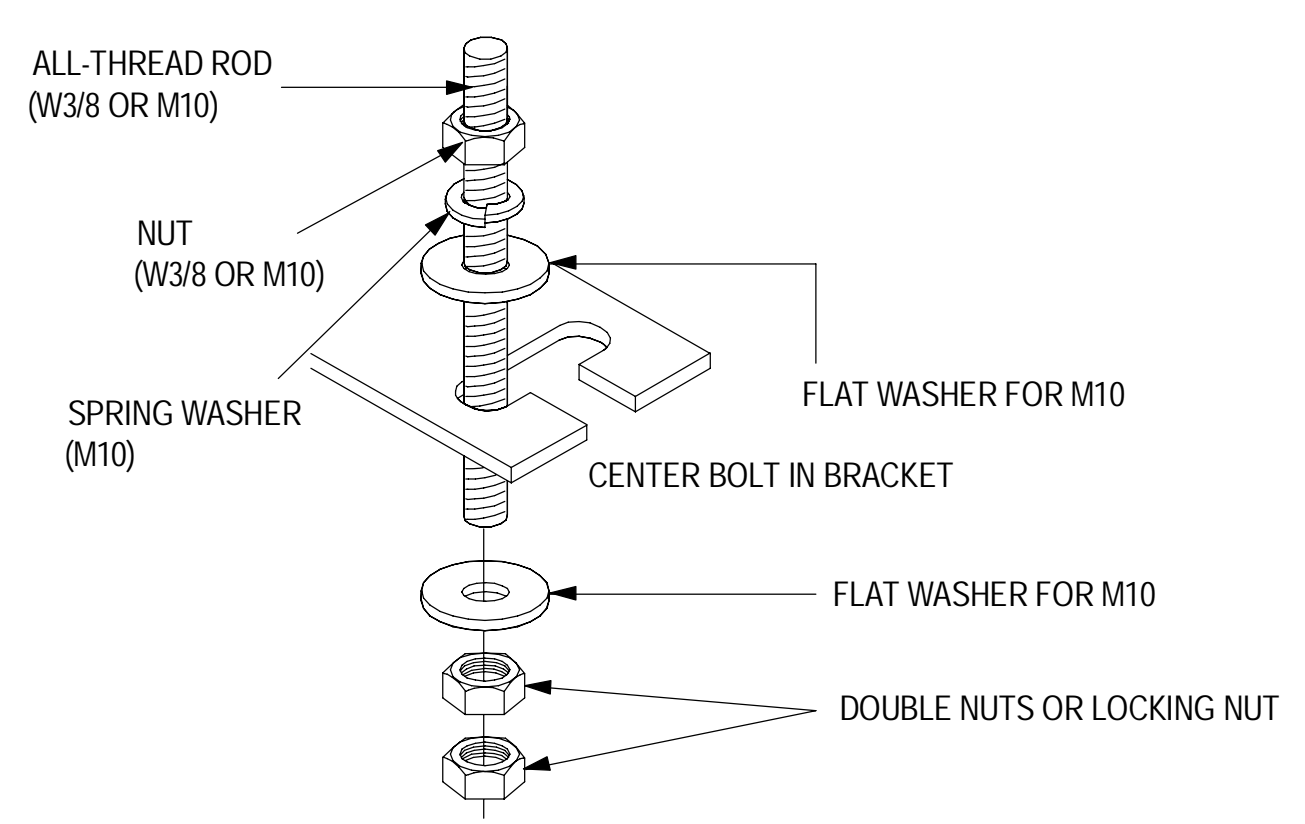 ALL-THREAD ROD
(W3/8 OR M10)
NUT
(W3/8 OR M10)
SPRING WASHER
(M10)
FLAT WASHER FOR M10
CENTER BOLT IN BRACKET
FLAT WASHER FOR M10
DOUBLE NUTS OR LOCKING NUT